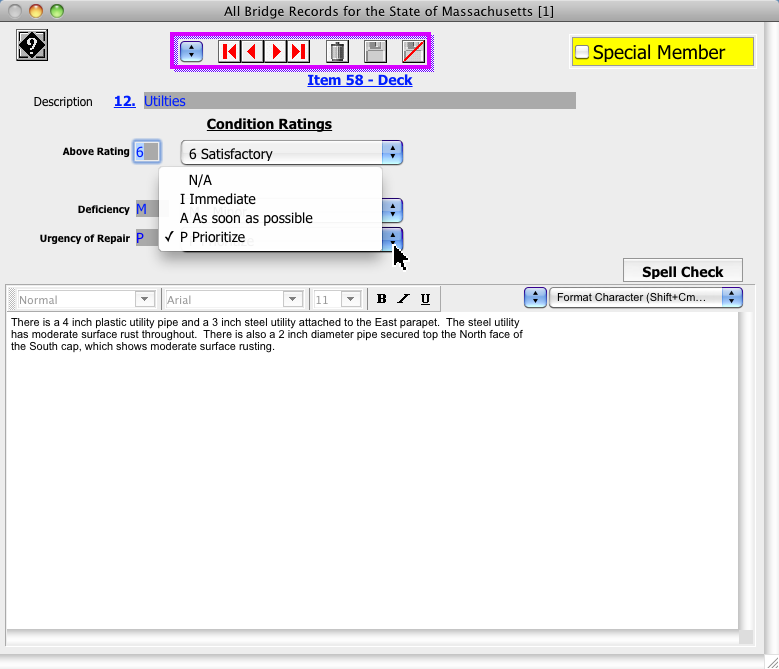 All Bridge Records for the State of Massachusetts [1]
?
Special Member
Item 58 - Deck
Description 12. Utilties
Condition Ratings
Above Rating 6 6 Satisfactory
N/A
I Immediate
Deficiency M A As soon as possible
Urgency of Repair P ✓ P Prioritize
Spell Check
Normal Arial 11 B I U Format Character (Shift+Cm...
There is a 4 inch plastic utility pipe and a 3 inch steel utility attached to the East parapet. The steel utility
has moderate surface rust throughout. There is also a 2 inch diameter pipe secured top the North face of
the South cap, which shows moderate surface rusting.